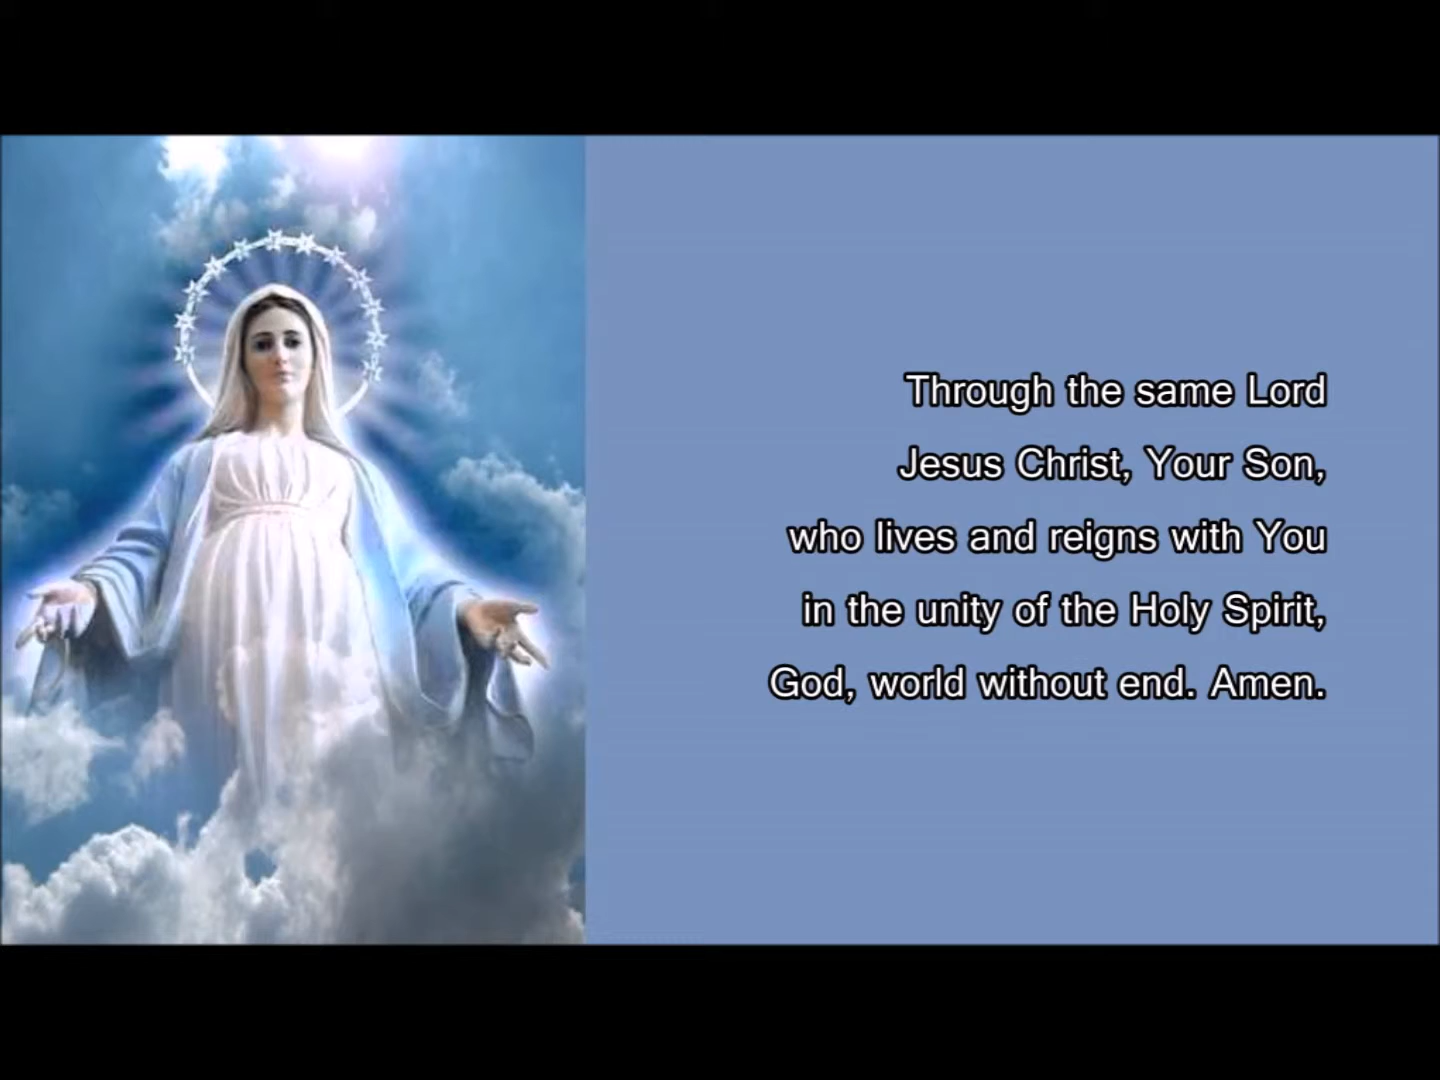 Through the same Lord
Jesus Christ, Your Son,
who lives and reigns with You
in the unity of the Holy Spirit,
God, world without end. Amen.